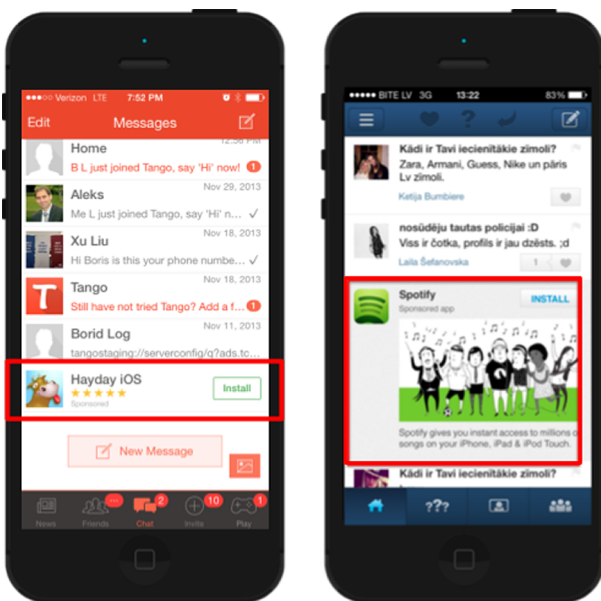 Verizon LTE 7:52 PM
Edit Messages
12:56 PM
Home
B L just joined Tango, say 'Hi' now! 1
Nov 29, 2013
Aleks
Me L just joined Tango, say 'Hi' n...
Nov 18, 2013
Xu Liu
Hi Boris is this your phone numbe...
Nov 18, 2013
Tango
Still have not tried Tango? Add a f... 1
Nov 11, 2013
Borid Log
tangostaging://serverconfig/q?ads.tc...
Hayday iOS
Install
Sponsored
New Message
2 10 1
News Friends Chat Invite Play
BITE LV 3G 13:22 83%
?
Kādi ir Tavi iecienītākie zīmoli?
Zara, Armani, Guess, Nike un pāris
Lv zīmoli.
Ketija Bumbiere
nosūdēju tautas policijai :D
Viss ir čotka, profils ir jau dzēsts. ;d
Laila Šefanovska 1
Spotify
INSTALL
Sponsored app
Spotify gives you instant access to millions o
songs on your iPhone, iPad & iPod Touch.
Kādi ir Tavi iecienītākie zīmoli?
???